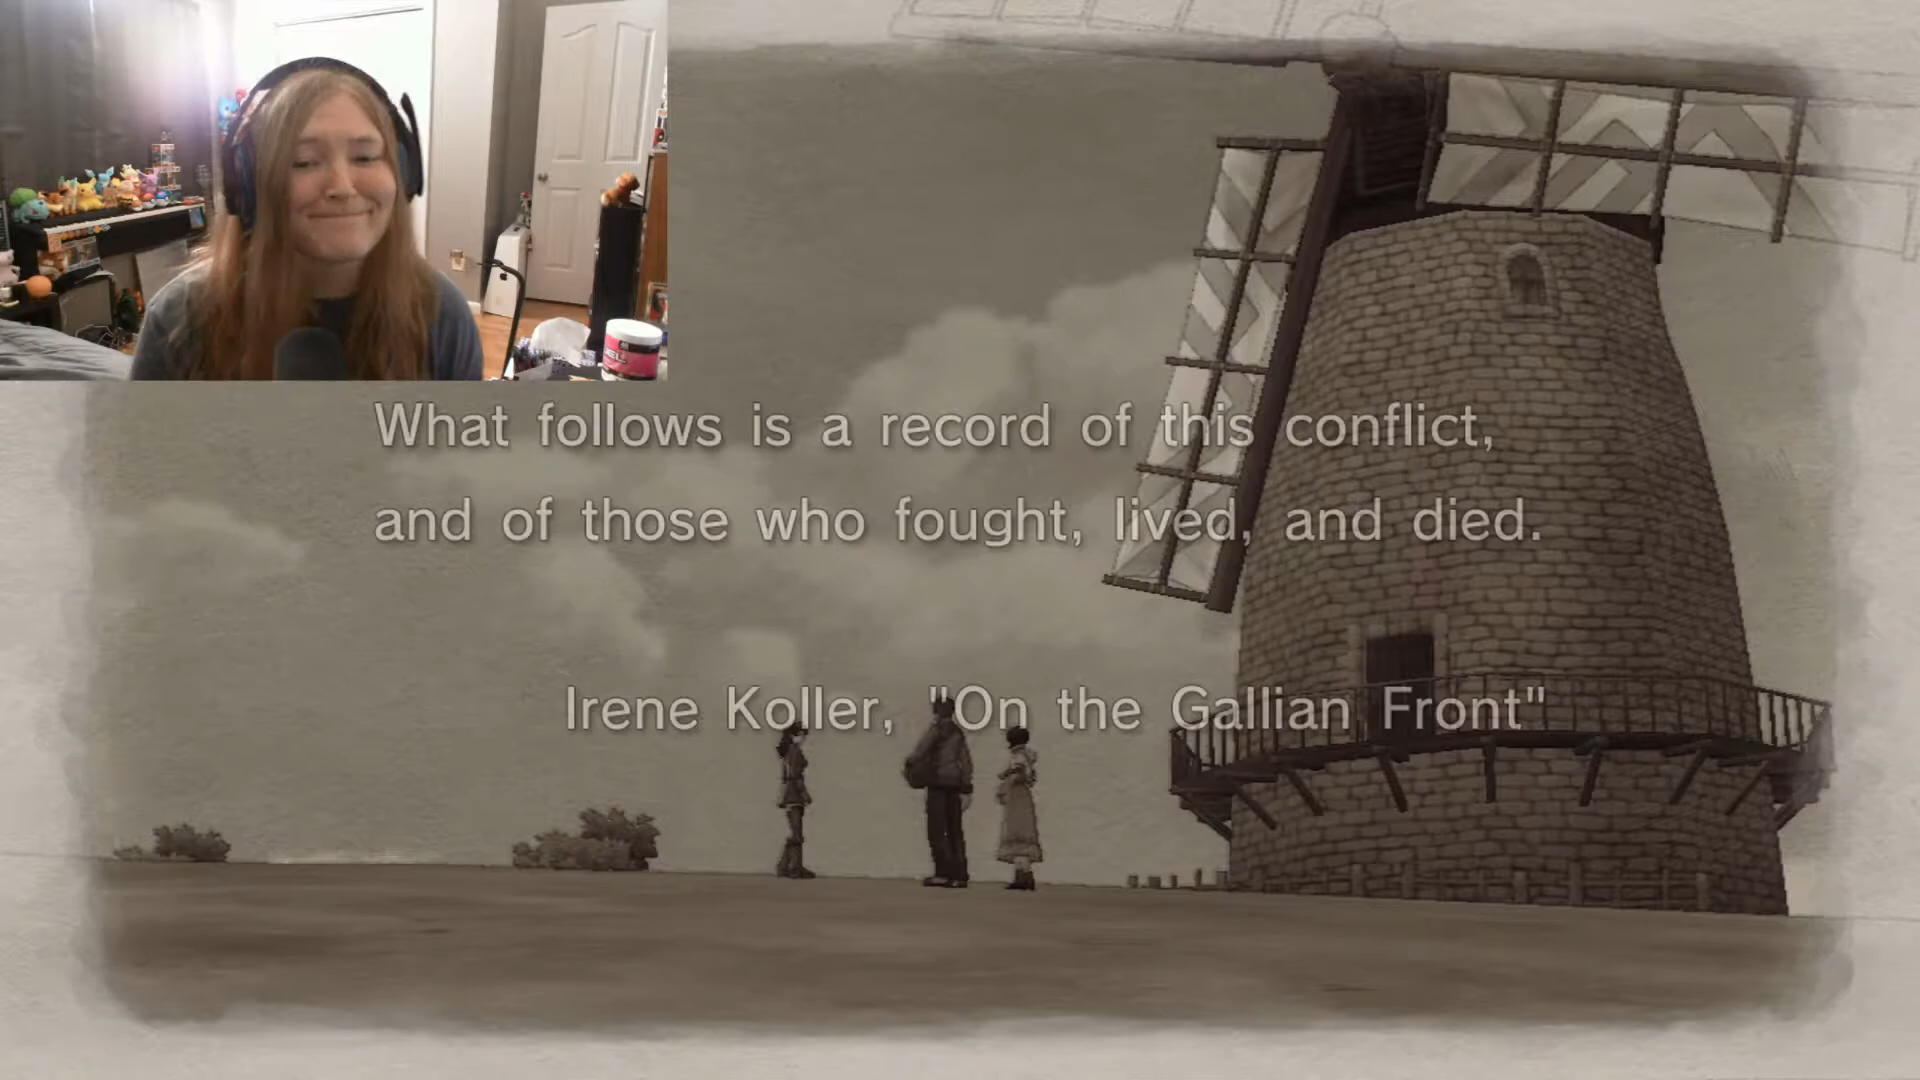 What follows is a record of this conflict,
and of those who fought, lived, and died.
Irene Koller, "On the Gallian Front"